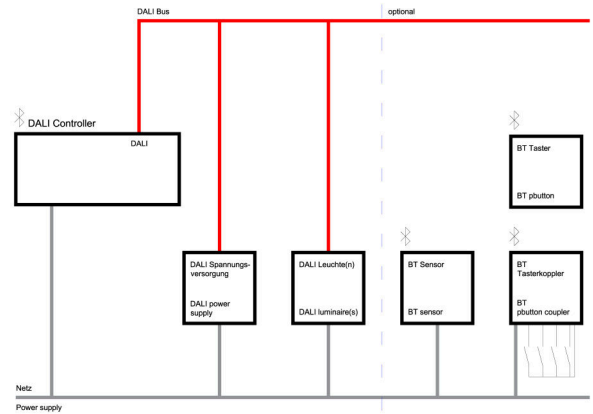 DALI Bus
optional
DALI Controller
DALI
BT Taster
BT pbutton
DALI Spannungs-
versorgung
DALI power
supply
DALI Leuchte(n)
DALI luminaire(s)
BT Sensor
BT sensor
BT
Tasterkoppler
BT
pbutton coupler
Netz
Power supply